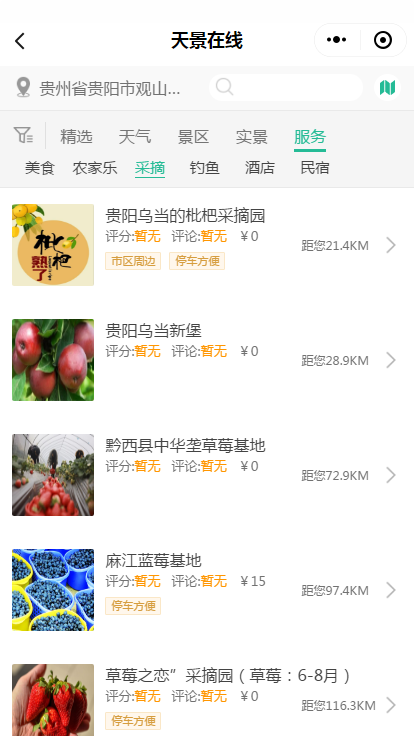 天景在线
贵州省贵阳市观山...
精选 天气 景区 实景 服务
美食 农家乐 采摘 钓鱼 酒店 民宿
枇杷
熟了
贵阳乌当的枇杷采摘园
评分:暂无 评论:暂无 ￥0
距您21.4KM
市区周边 停车方便
贵阳乌当新堡
评分:暂无 评论:暂无 ￥0
距您28.9KM
黔西县中华垄草莓基地
评分:暂无 评论:暂无 ￥0
距您72.9KM
麻江蓝莓基地
评分:暂无 评论:暂无 ￥15
距您97.4KM
停车方便
草莓之恋”采摘园（草莓：6-8月）
评分:暂无 评论:暂无 ￥0
距您116.3KM
停车方便